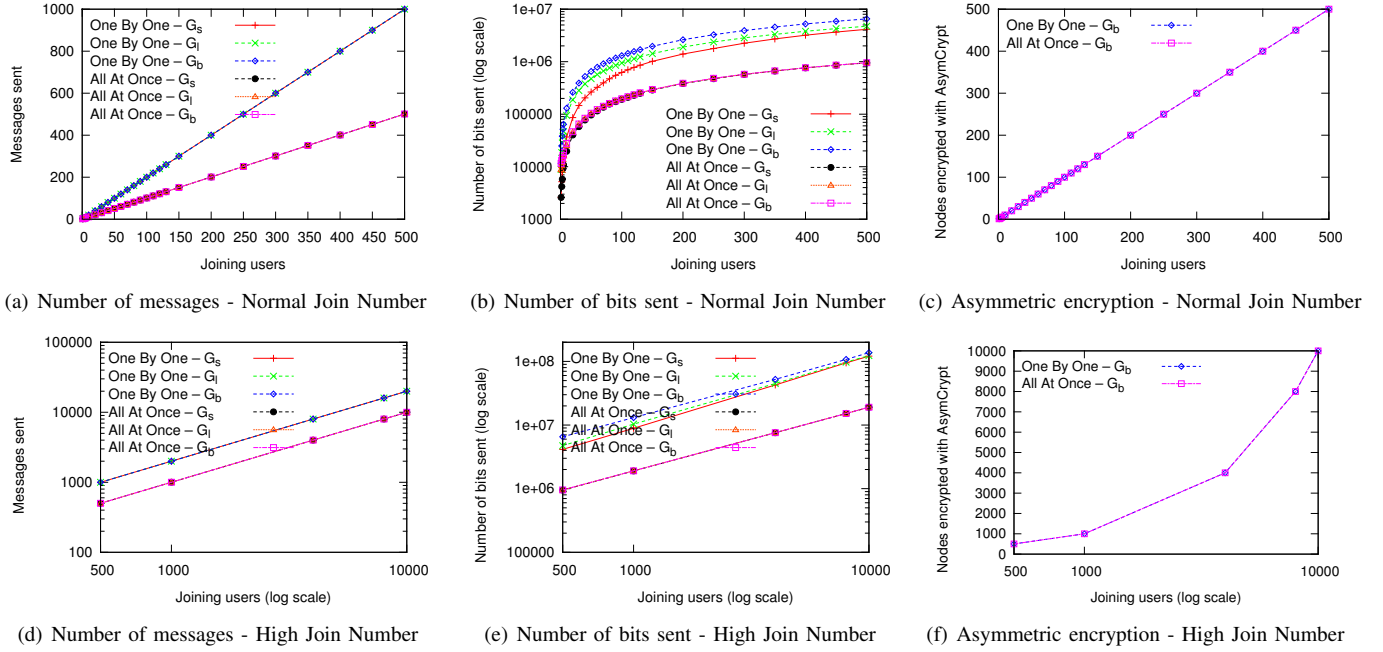 1000
800
600
400
200
0
0 50 100 150 200 250 300 350 400 450 500
Messages sent
Joining users
One By One – Gs
One By One – Gl
One By One – Gb
All At Once – Gs
All At Once – Gl
All At Once – Gb
(a) Number of messages - Normal Join Number
1e+07
1e+06
100000
10000
1000
0 100 200 300 400 500
Number of bits sent (log scale)
Joining users
One By One – Gs
One By One – Gl
One By One – Gb
All At Once – Gs
All At Once – Gl
All At Once – Gb
(b) Number of bits sent - Normal Join Number
500
400
300
200
100
0
0 100 200 300 400 500
Nodes encrypted with AsymCrypt
Joining users
One By One – Gb
All At Once – Gb
(c) Asymmetric encryption - Normal Join Number
100000
10000
1000
100
500 1000 10000
Messages sent
Joining users (log scale)
One By One – Gs
One By One – Gl
One By One – Gb
All At Once – Gs
All At Once – Gl
All At Once – Gb
(d) Number of messages - High Join Number
1e+08
1e+07
1e+06
100000
500 1000 10000
Number of bits sent (log scale)
Joining users (log scale)
One By One – Gs
One By One – Gl
One By One – Gb
All At Once – Gs
All At Once – Gl
All At Once – Gb
(e) Number of bits sent - High Join Number
10000
9000
8000
7000
6000
5000
4000
3000
2000
1000
0
500 1000 10000
Nodes encrypted with AsymCrypt
Joining users (log scale)
One By One – Gb
All At Once – Gb
(f) Asymmetric encryption - High Join Number